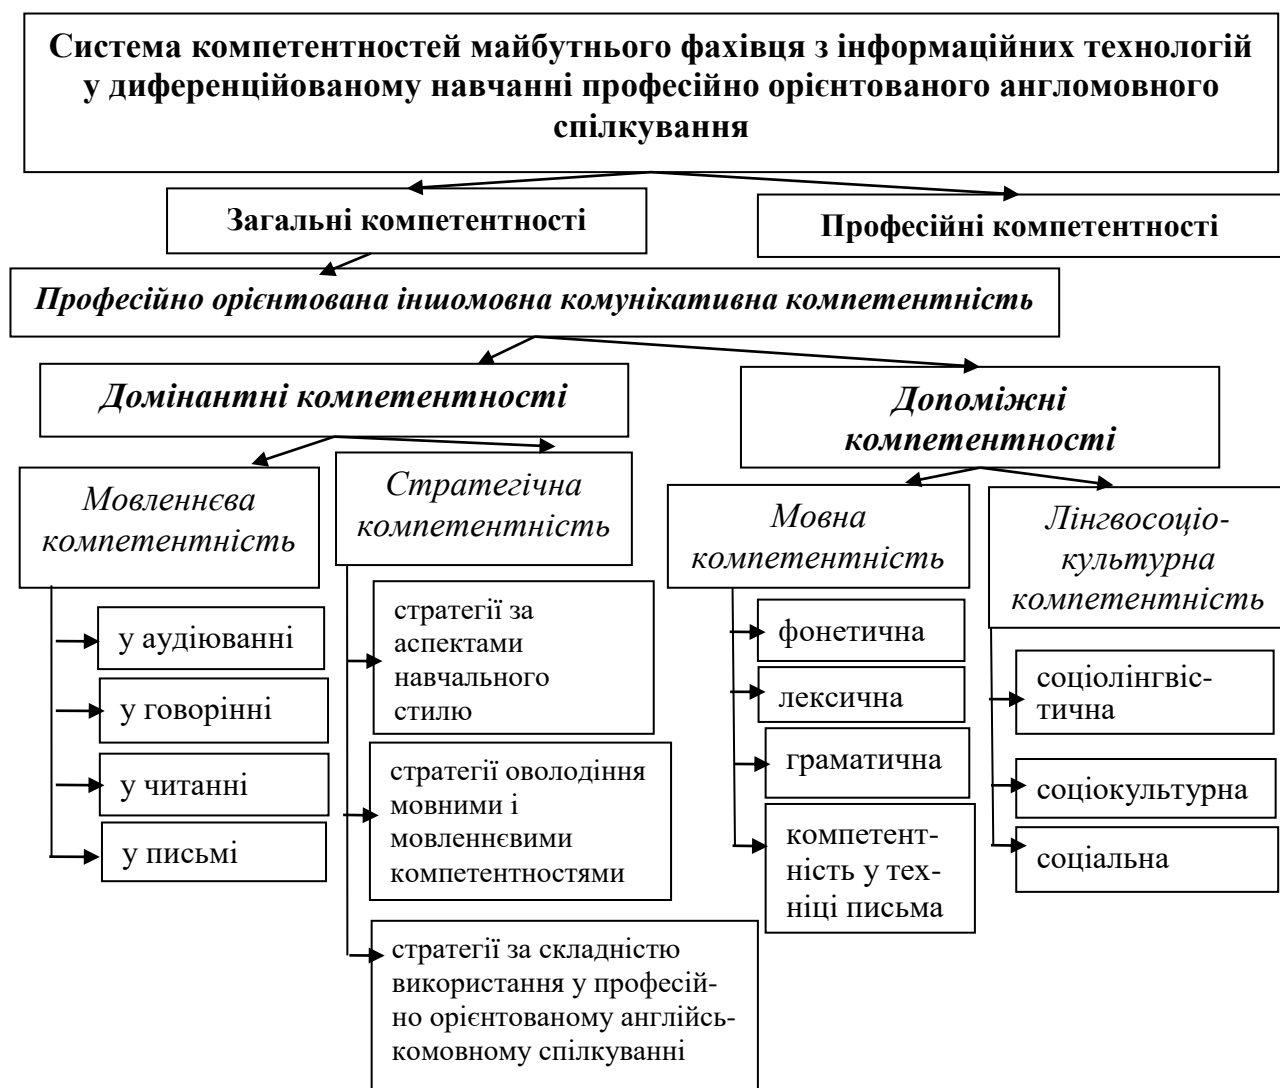 Система компетентностей майбутнього фахівця з інформаційних технологій
у диференційованому навчанні професійно орієнтованого англомовного
спілкування
Загальні компетентності
Професійні компетентності
Професійно орієнтована іншомовна комунікативна компетентність
Домінантні компетентності
Допоміжні
компетентності
Мовленнєва
компетентність
у аудіюванні
у говорінні
у читанні
у письмі
Стратегічна
компетентність
стратегії за
аспектами
навчального
стилю
стратегії оволодіння
мовними і
мовленнєвими
компетентностями
стратегії за складністю
використання у професій-
но орієнтованому англійсь-
комовному спілкуванні
Мовна
компетентність
фонетична
лексична
граматична
компетент-
ність у тех-
ніці письма
Лінгвосоціо-
культурна
компетентність
соціолінгвіс-
тична
соціокультурна
соціальна